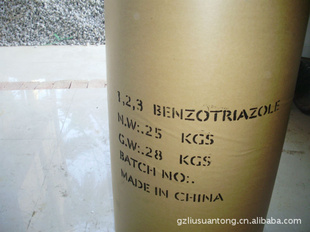 1,2,3 BENZOTRIAZOLE
N.W:.25 KGS
G.W:.28 KGS
BATCH NO:.
MADE IN CHINA
gzliusuantong.cn.alibaba.com